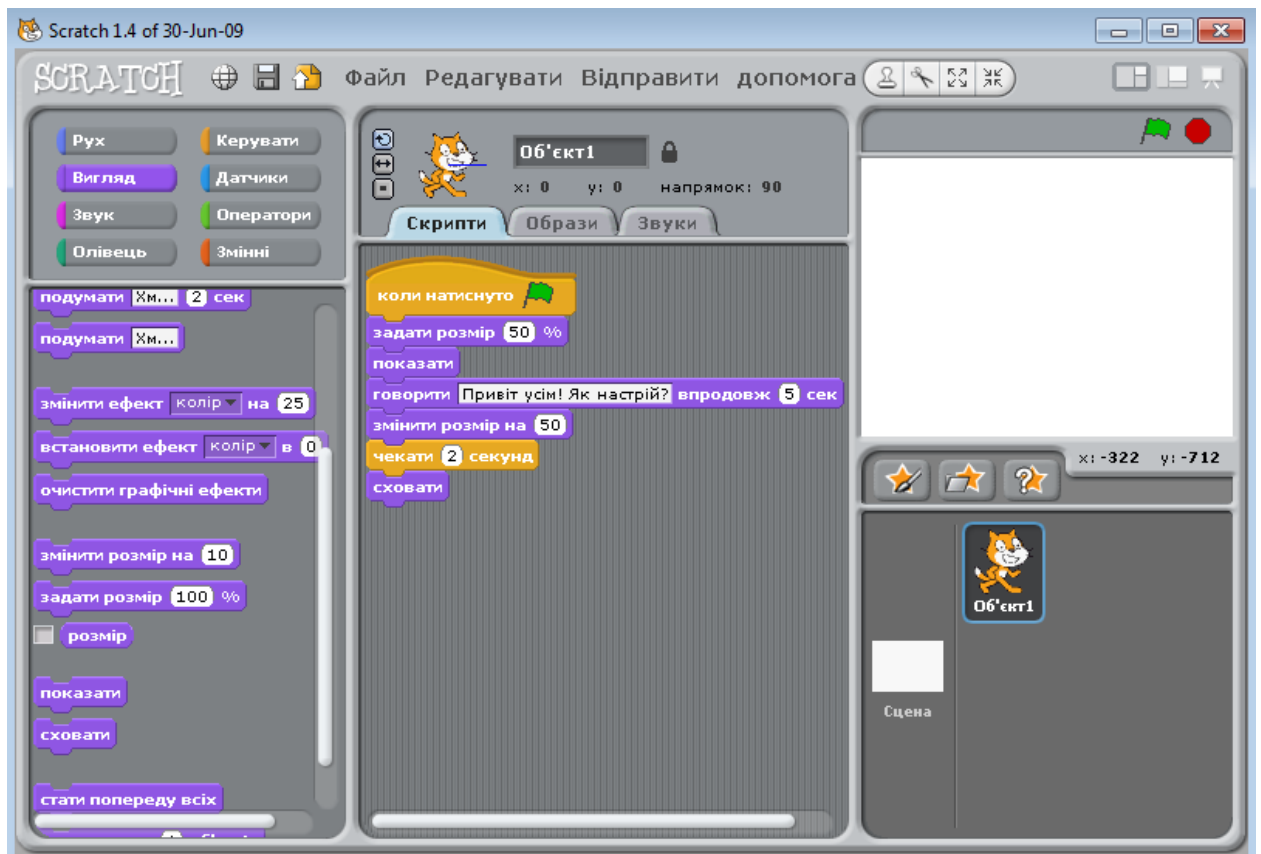 Scratch 1.4 of 30-Jun-09
SCRATCH Файл Редагувати Відправити допомога
Рух Керувати
Вигляд Датчики
Звук Оператори
Олівець Змінні
Об'єкт1
x: 0 y: 0 напрямок: 90
Скрипти Образи Звуки
подумати Хм... 2 сек
подумати Хм...
змінити ефект колір на 25
встановити ефект колір в 0
очистити графічні ефекти
змінити розмір на 10
задати розмір 100 %
розмір
показати
сховати
стати попереду всіх
коли натиснуто
задати розмір 50 %
показати
говорити Привіт усім! Як настрій? впродовж 5 сек
змінити розмір на 50
чекати 2 секунд
сховати
x: -322 y: -712
Об'єкт1
Сцена